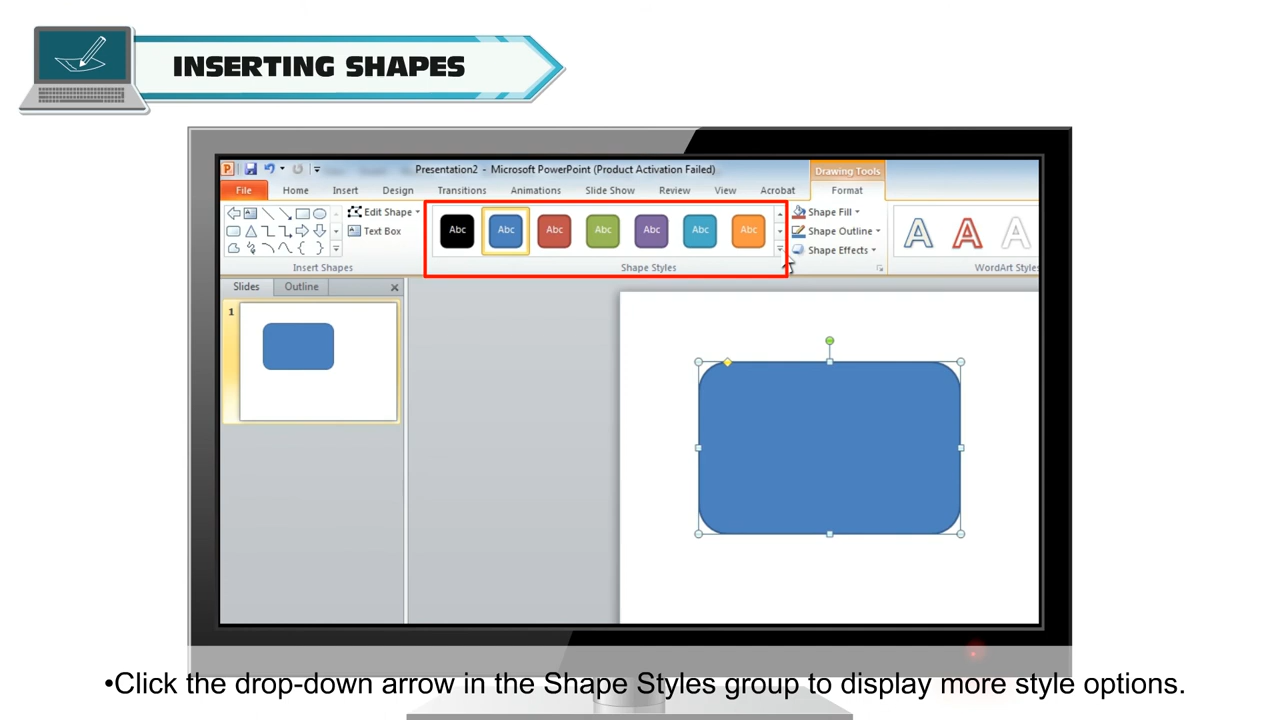 INSERTING SHAPES
Presentation2 - Microsoft PowerPoint (Product Activation Failed)
Drawing Tools
File Home Insert Design Transitions Animations Slide Show Review View Acrobat Format
Edit Shape
Text Box
Insert Shapes
Abc Abc Abc Abc Abc Abc Abc
Shape Styles
Shape Fill
Shape Outline
Shape Effects
A A A
WordArt Styles
Slides Outline
1
•Click the drop-down arrow in the Shape Styles group to display more style options.